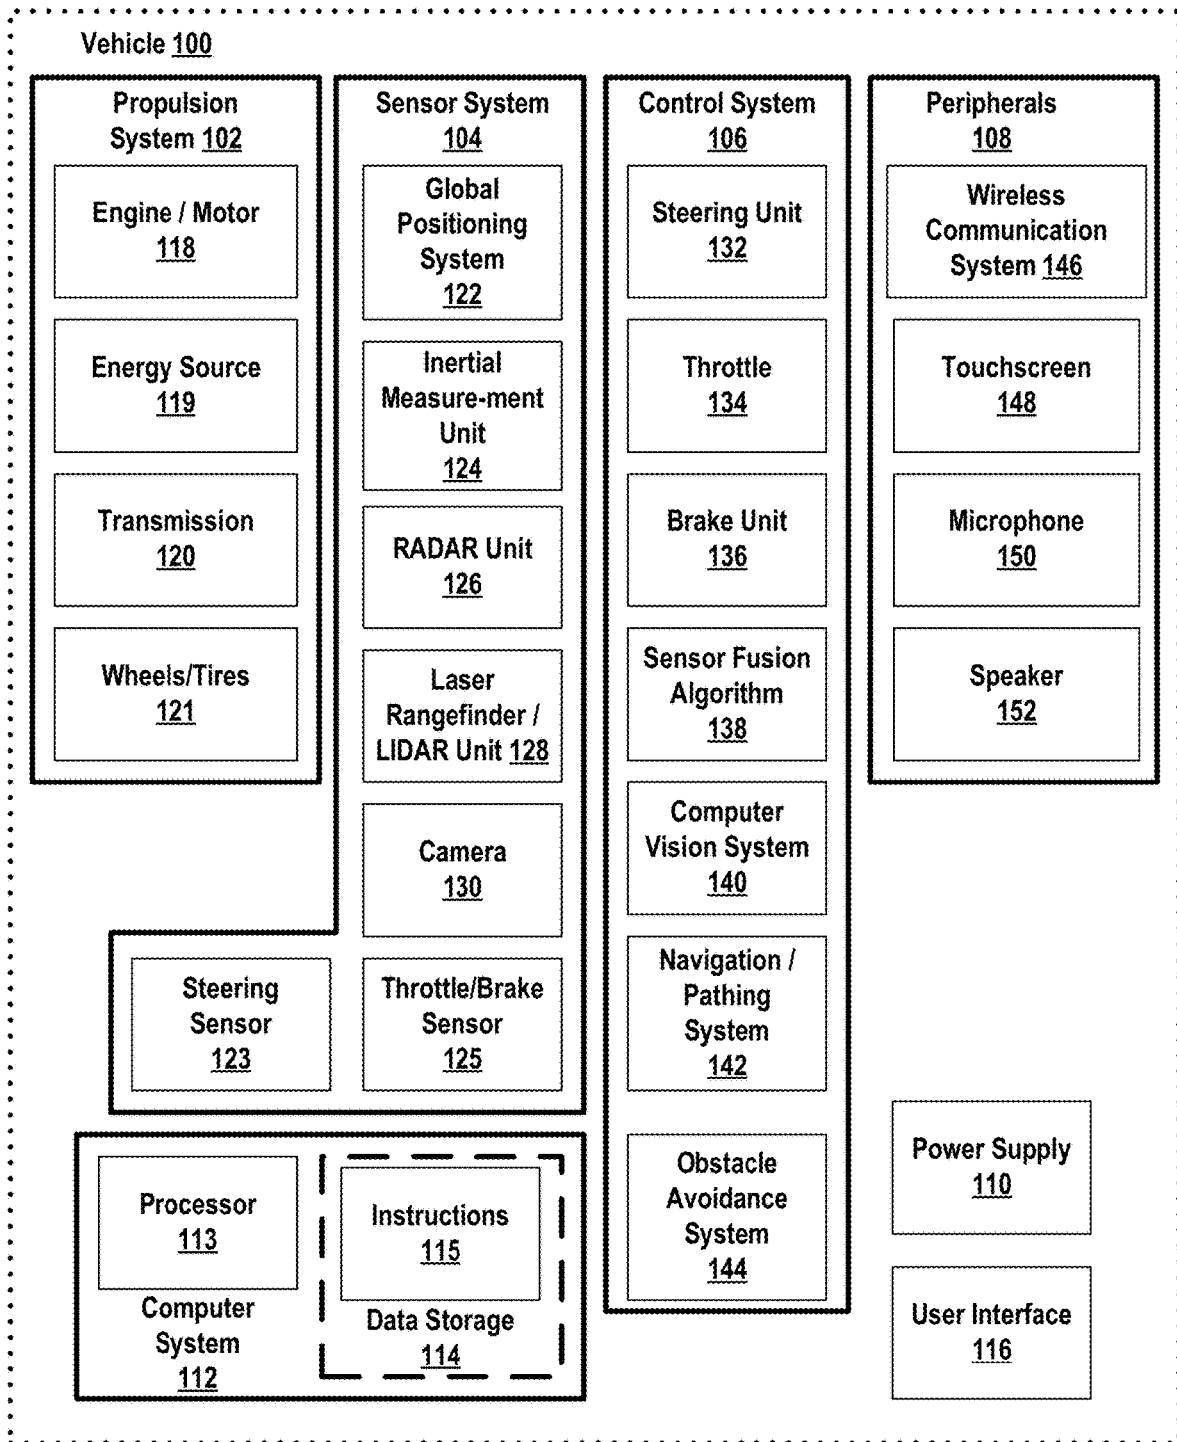 Vehicle 100
Propulsion
System 102
Engine / Motor
118
Energy Source
119
Transmission
120
Wheels/Tires
121
Sensor System
104
Global
Positioning
System
122
Inertial
Measure-ment
Unit
124
RADAR Unit
126
Laser
Rangefinder /
LIDAR Unit 128
Camera
130
Steering
Sensor
123
Throttle/Brake
Sensor
125
Control System
106
Steering Unit
132
Throttle
134
Brake Unit
136
Sensor Fusion
Algorithm
138
Computer
Vision System
140
Navigation /
Pathing
System
142
Obstacle
Avoidance
System
144
Peripherals
108
Wireless
Communication
System 146
Touchscreen
148
Microphone
150
Speaker
152
Processor
113
Computer
System
112
Instructions
115
Data Storage
114
Power Supply
110
User Interface
116